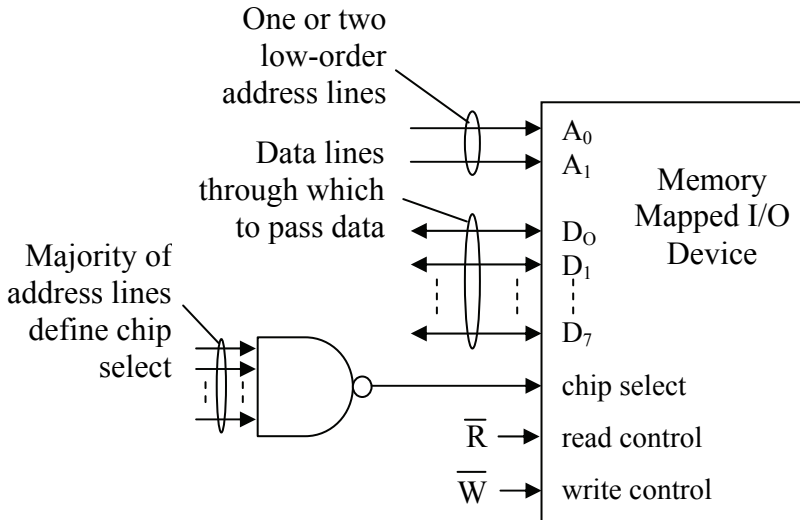 One or two
low-order
address lines
Data lines
through which
to pass data
Majority of
address lines
define chip
select
A₀
A₁
Memory
Mapped I/O
Device
D₀
D₁
D₇
chip select
R̅ read control
W̅ write control